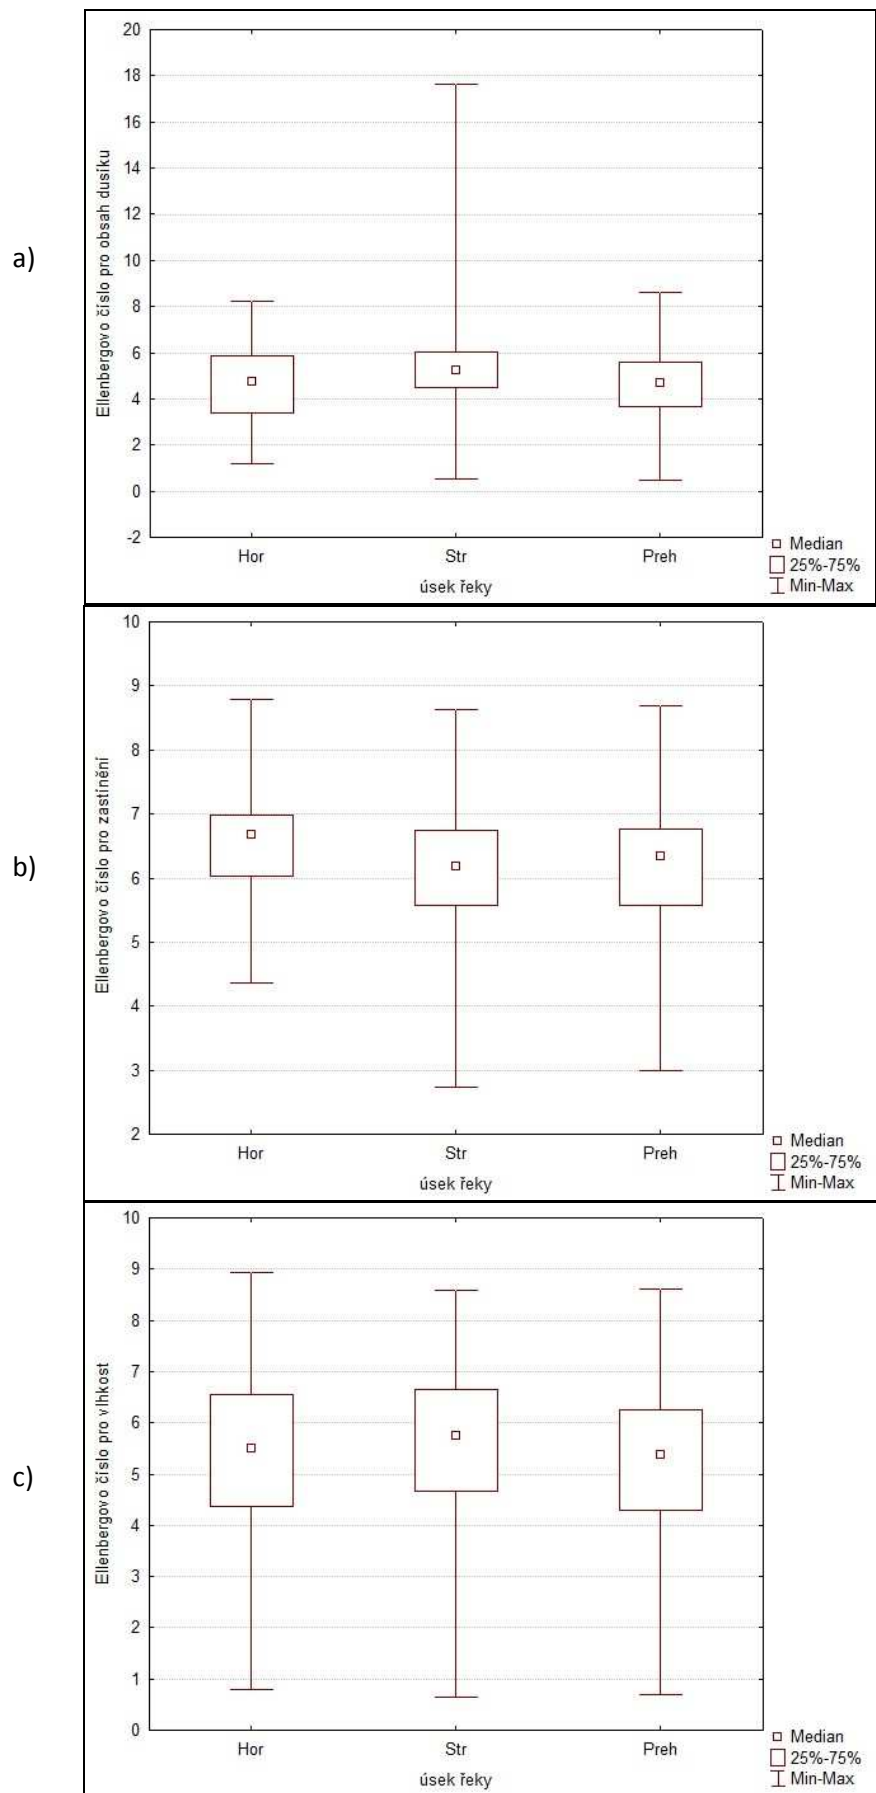 a)
Ellenbergovo číslo pro obsah dusíku
20
18
16
14
12
10
8
6
4
2
0
-2
Hor Str Preh
úsek řeky
Median
25%-75%
Min-Max
b)
Ellenbergovo číslo pro zastínění
10
9
8
7
6
5
4
3
2
Hor Str Preh
úsek řeky
Median
25%-75%
Min-Max
c)
Ellenbergovo číslo pro vlhkost
10
9
8
7
6
5
4
3
2
1
0
Hor Str Preh
úsek řeky
Median
25%-75%
Min-Max